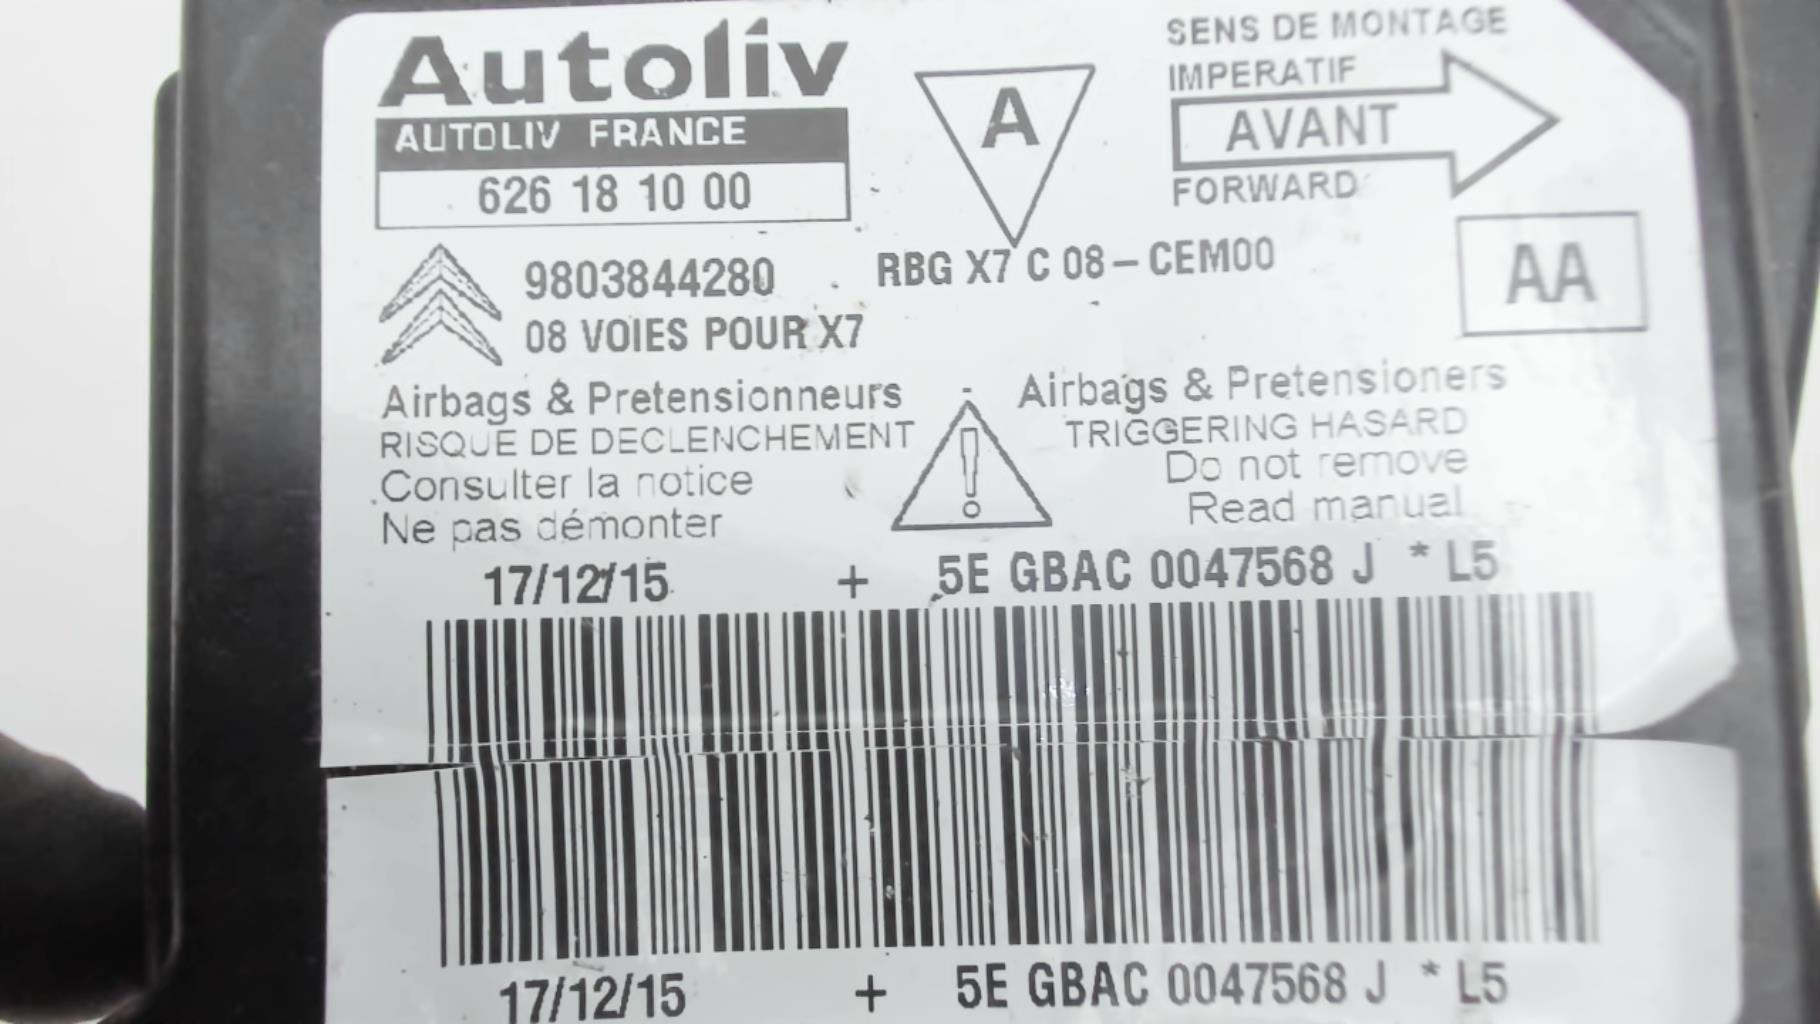 Autoliv
AUTOLIV FRANCE
626 18 10 00
A
SENS DE MONTAGE
IMPERATIF
AVANT
FORWARD
9803844280
RBG X7 C 08-CEM00
08 VOIES POUR X7
AA
Airbags & Pretensionneurs
RISQUE DE DECLENCHEMENT
Consulter la notice
Ne pas démonter
Airbags & Pretensioners
TRIGGERING HASARD
Do not remove
Read manual
17/12/15 + 5E GBAC 0047568 J * L5
17/12/15 + 5E GBAC 0047568 J * L5